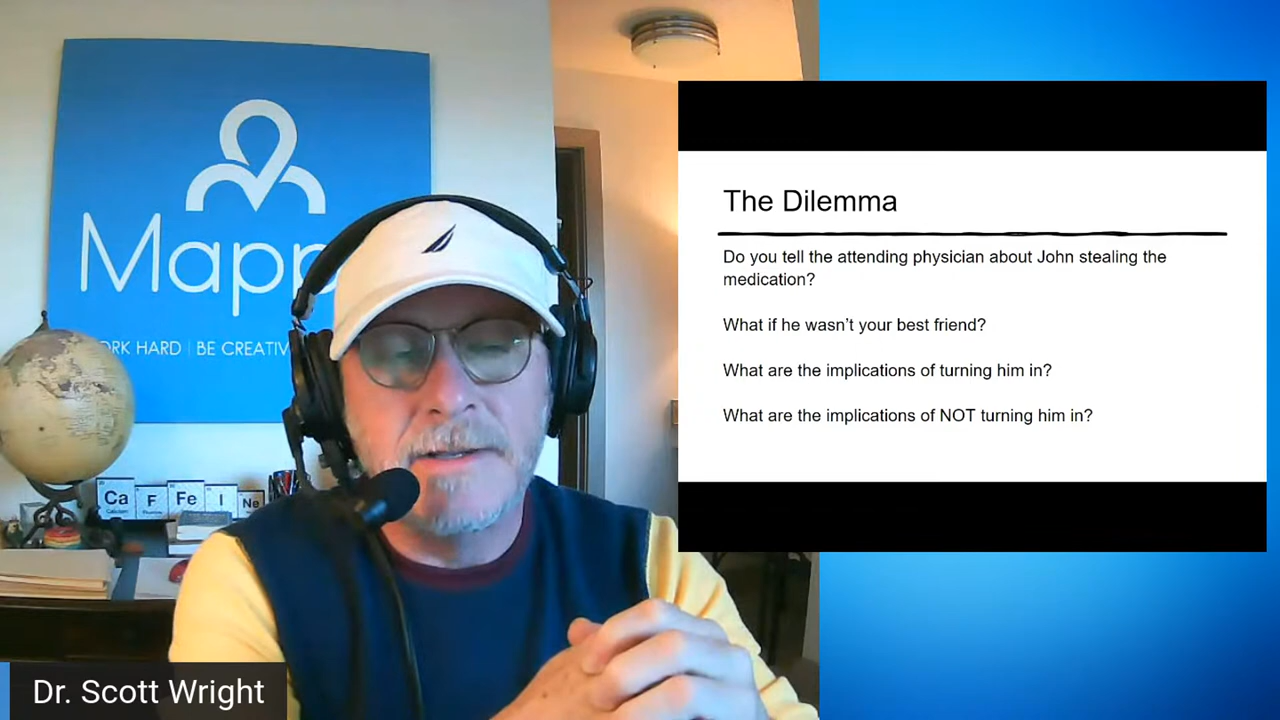 Mapp
ORK HARD | BE CREATIV
Ca F Fe I Ne
Calcium
Dr. Scott Wright
The Dilemma
Do you tell the attending physician about John stealing the
medication?
What if he wasn't your best friend?
What are the implications of turning him in?
What are the implications of NOT turning him in?